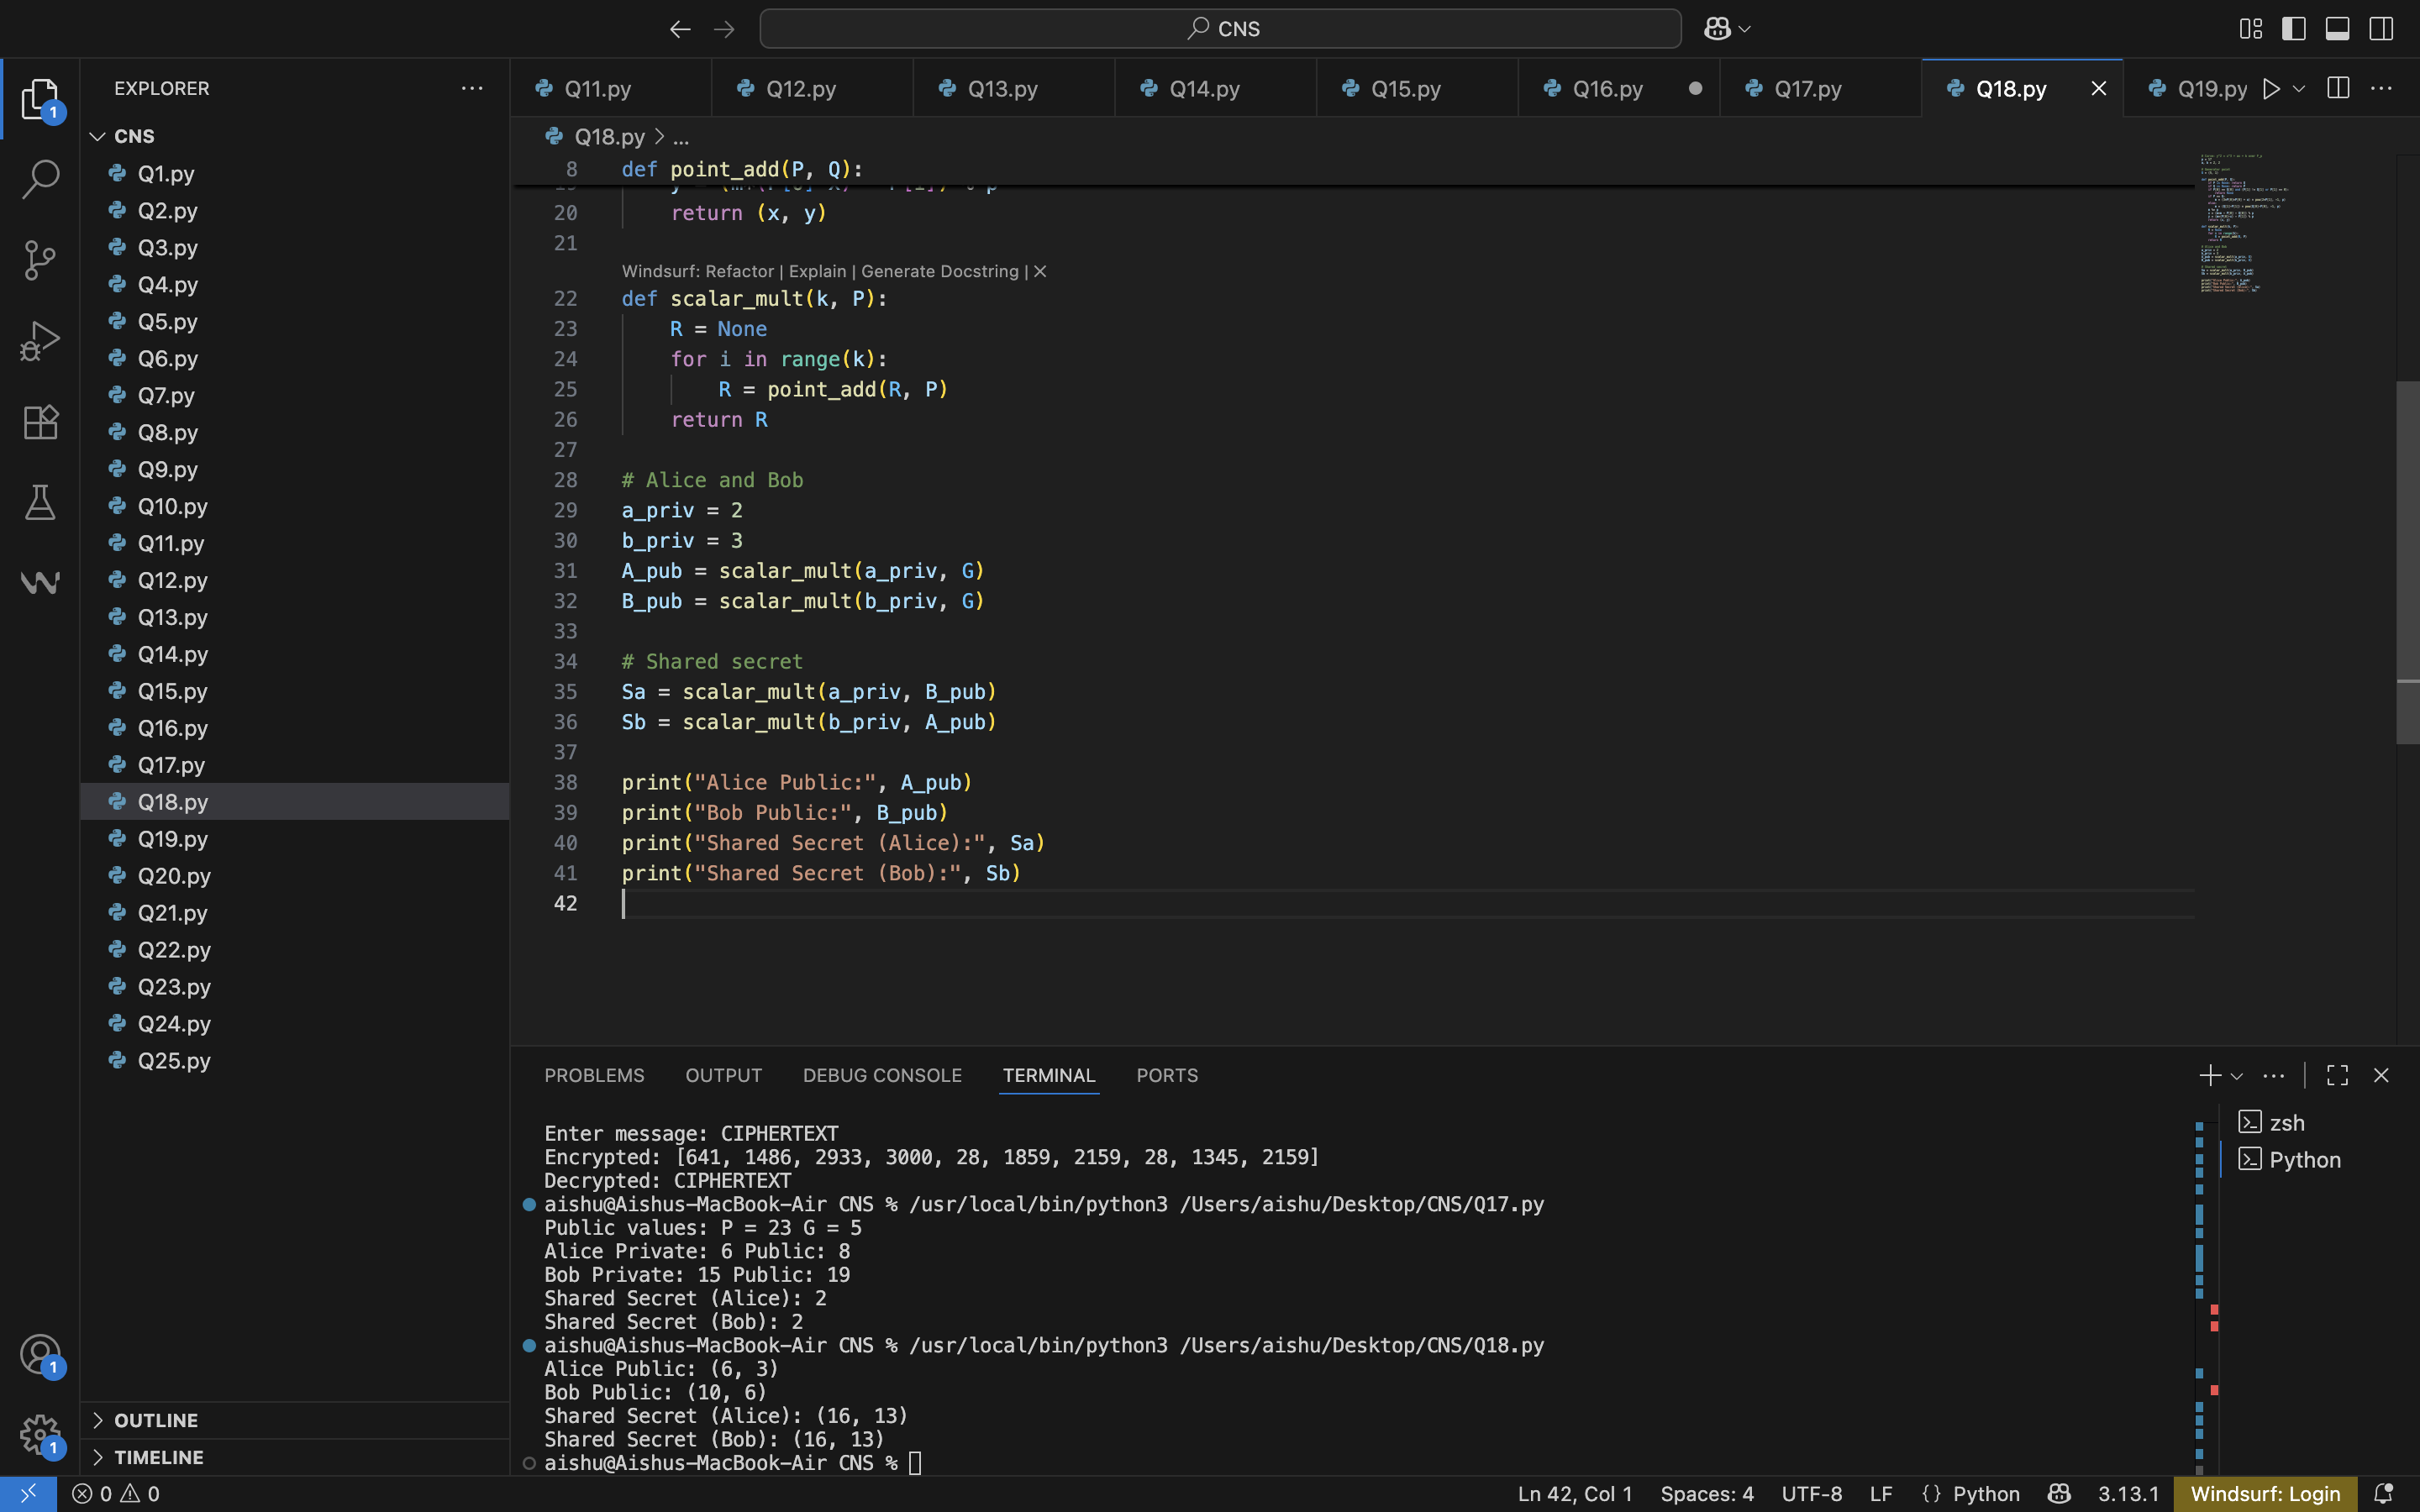 CNS
EXPLORER
CNS
Q1.py
Q2.py
Q3.py
Q4.py
Q5.py
Q6.py
Q7.py
Q8.py
Q9.py
Q10.py
Q11.py
Q12.py
Q13.py
Q14.py
Q15.py
Q16.py
Q17.py
Q18.py
Q19.py
Q20.py
Q21.py
Q22.py
Q23.py
Q24.py
Q25.py
OUTLINE
TIMELINE
1
1
1
Q11.py Q12.py Q13.py Q14.py Q15.py Q16.py Q17.py Q18.py Q19.py
Q18.py > ...
8 def point_add(P, Q):
20 return (x, y)
21
Windsurf: Refactor | Explain | Generate Docstring | ×
22 def scalar_mult(k, P):
23 R = None
24 for i in range(k):
25 R = point_add(R, P)
26 return R
27
28 # Alice and Bob
29 a_priv = 2
30 b_priv = 3
31 A_pub = scalar_mult(a_priv, G)
32 B_pub = scalar_mult(b_priv, G)
33
34 # Shared secret
35 Sa = scalar_mult(a_priv, B_pub)
36 Sb = scalar_mult(b_priv, A_pub)
37
38 print("Alice Public:", A_pub)
39 print("Bob Public:", B_pub)
40 print("Shared Secret (Alice):", Sa)
41 print("Shared Secret (Bob):", Sb)
42
PROBLEMS OUTPUT DEBUG CONSOLE TERMINAL PORTS
Enter message: CIPHERTEXT
Encrypted: [641, 1486, 2933, 3000, 28, 1859, 2159, 28, 1345, 2159]
Decrypted: CIPHERTEXT
aishu@Aishus-MacBook-Air CNS % /usr/local/bin/python3 /Users/aishu/Desktop/CNS/Q17.py
Public values: P = 23 G = 5
Alice Private: 6 Public: 8
Bob Private: 15 Public: 19
Shared Secret (Alice): 2
Shared Secret (Bob): 2
aishu@Aishus-MacBook-Air CNS % /usr/local/bin/python3 /Users/aishu/Desktop/CNS/Q18.py
Alice Public: (6, 3)
Bob Public: (10, 6)
Shared Secret (Alice): (16, 13)
Shared Secret (Bob): (16, 13)
aishu@Aishus-MacBook-Air CNS %
zsh
Python
0 0
Ln 42, Col 1 Spaces: 4 UTF-8 LF {} Python 3.13.1 Windsurf: Login